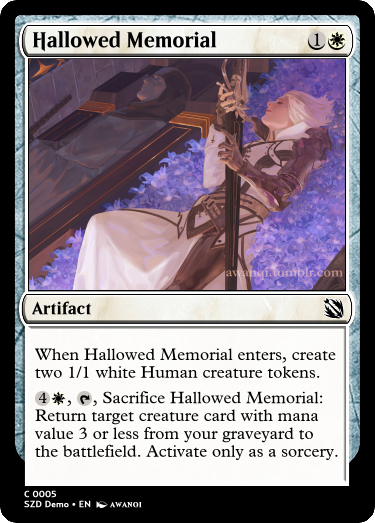 Hallowed Memorial 1
awanqi.tumblr.com
Artifact
When Hallowed Memorial enters, create
two 1/1 white Human creature tokens.
4, Sacrifice Hallowed Memorial:
Return target creature card with mana
value 3 or less from your graveyard to
the battlefield. Activate only as a sorcery.
C 0005
SZD Demo • EN AWANQI